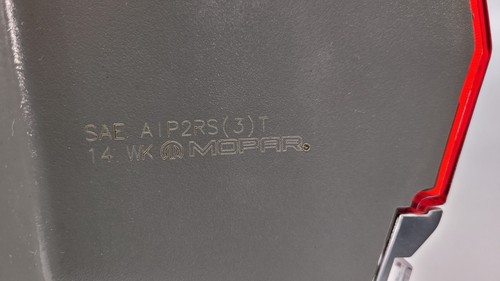 SAE AIP2RS(3)T
14 WK MOPAR